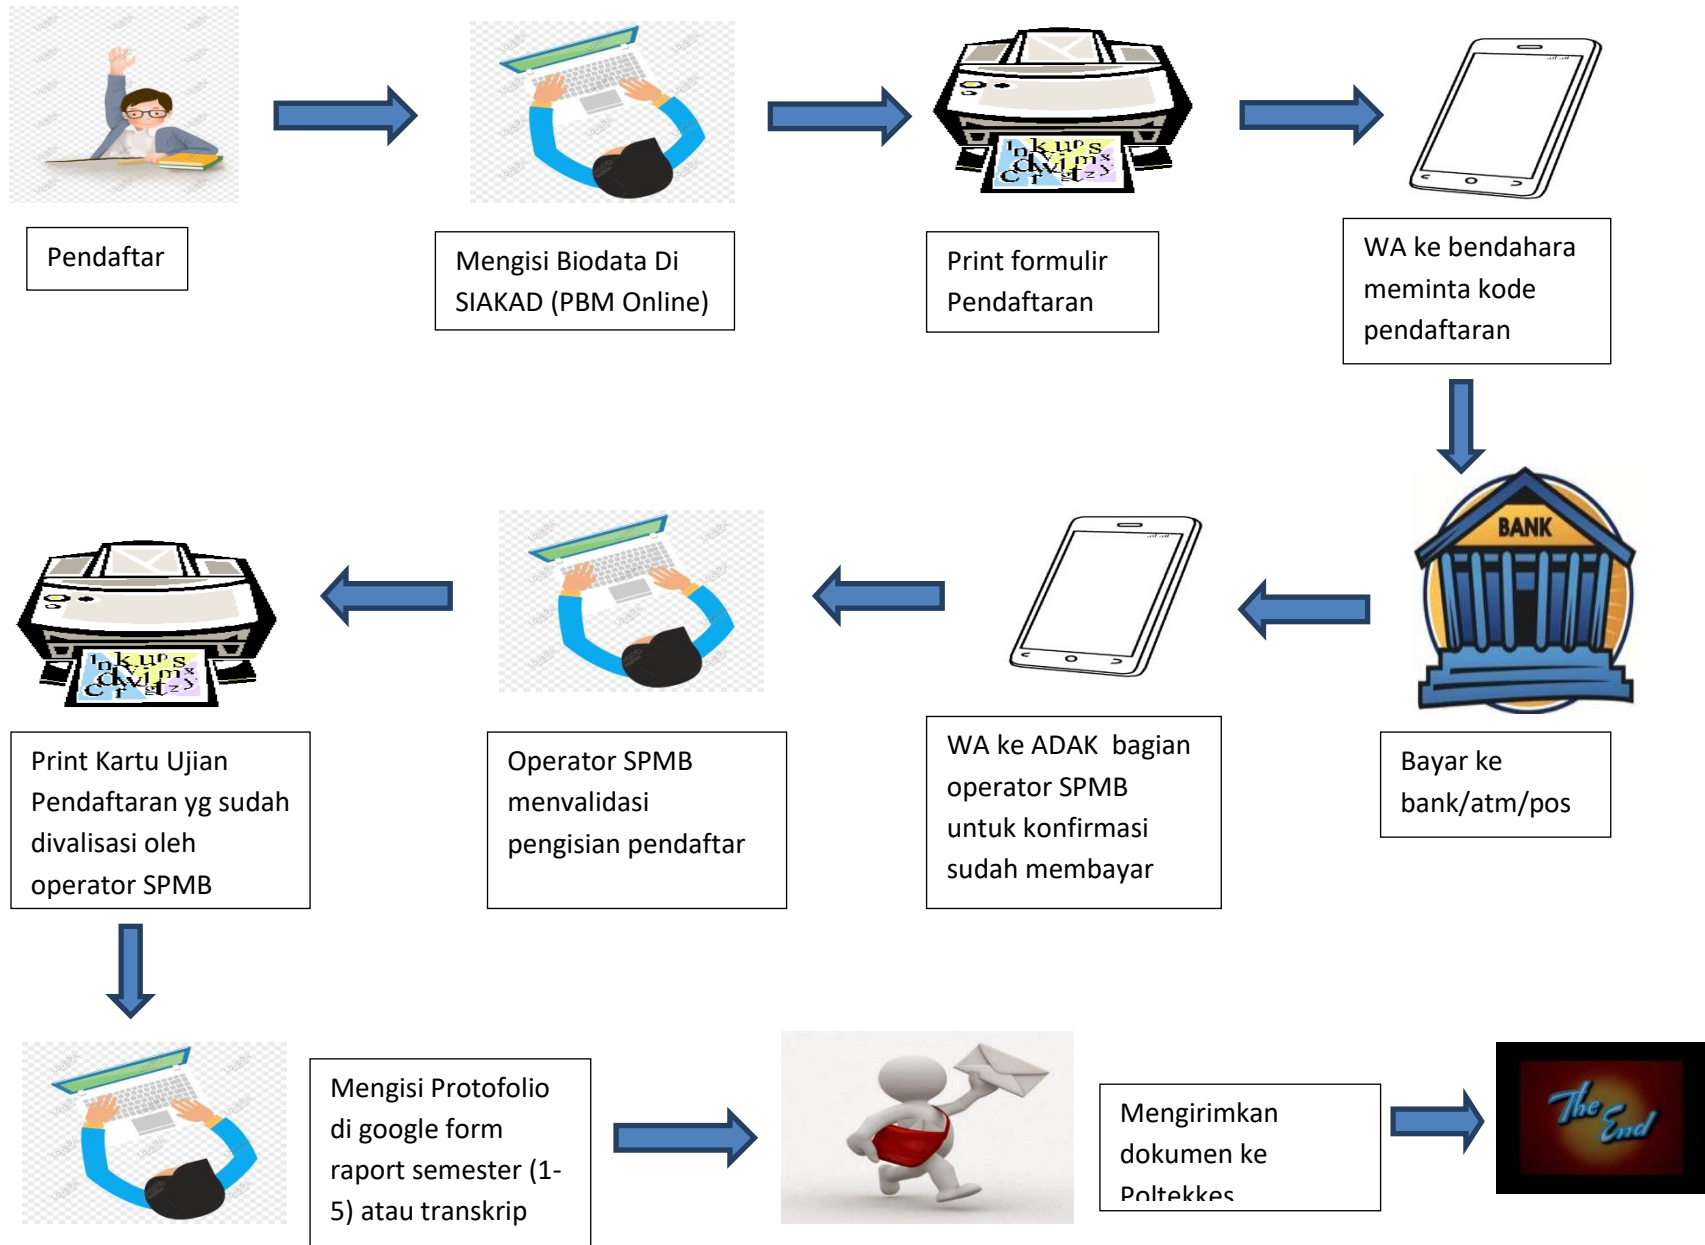 Pendaftar
Mengisi Biodata Di
SIAKAD (PBM Online)
Print formulir
Pendaftaran
WA ke bendahara
meminta kode
pendaftaran
BANK
Print Kartu Ujian
Pendaftaran yg sudah
divalisasi oleh
operator SPMB
Operator SPMB
menvalidasi
pengisian pendaftar
WA ke ADAK bagian
operator SPMB
untuk konfirmasi
sudah membayar
Bayar ke
bank/atm/pos
Mengisi Protofolio
di google form
raport semester (1-
5) atau transkrip
Mengirimkan
dokumen ke
Poltekkes
The
End